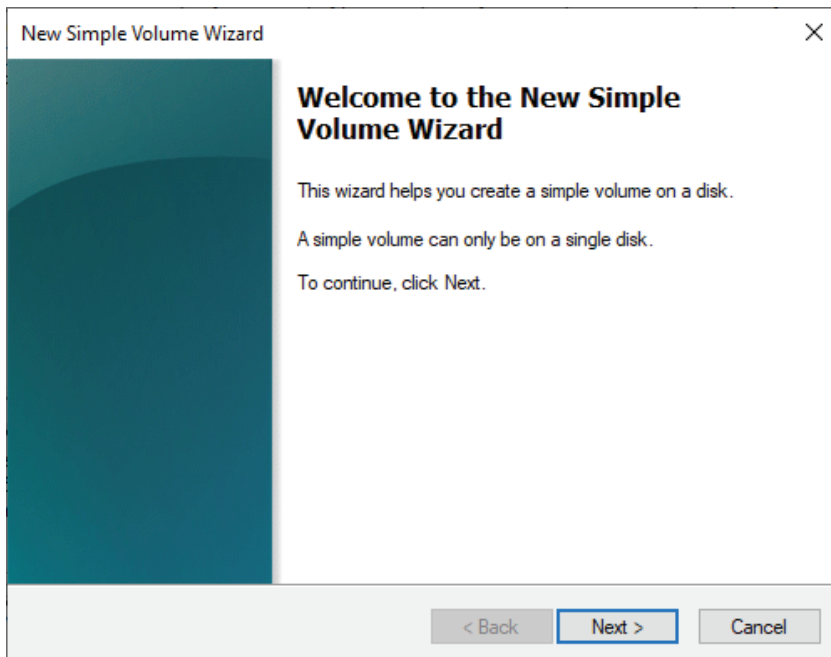 New Simple Volume Wizard
Welcome to the New Simple
Volume Wizard
This wizard helps you create a simple volume on a disk.
A simple volume can only be on a single disk.
To continue, click Next.
< Back
Next >
Cancel